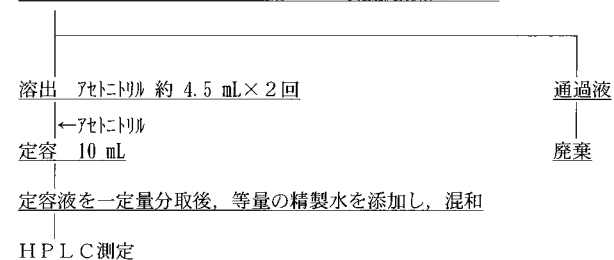 溶出 ｱｾﾄﾆﾄﾘﾙ 約 4.5 mL×2回 通過液
←ｱｾﾄﾆﾄﾘﾙ
定容 10 mL 廃棄
定容液を一定量分取後，等量の精製水を添加し，混和
ＨＰＬＣ測定